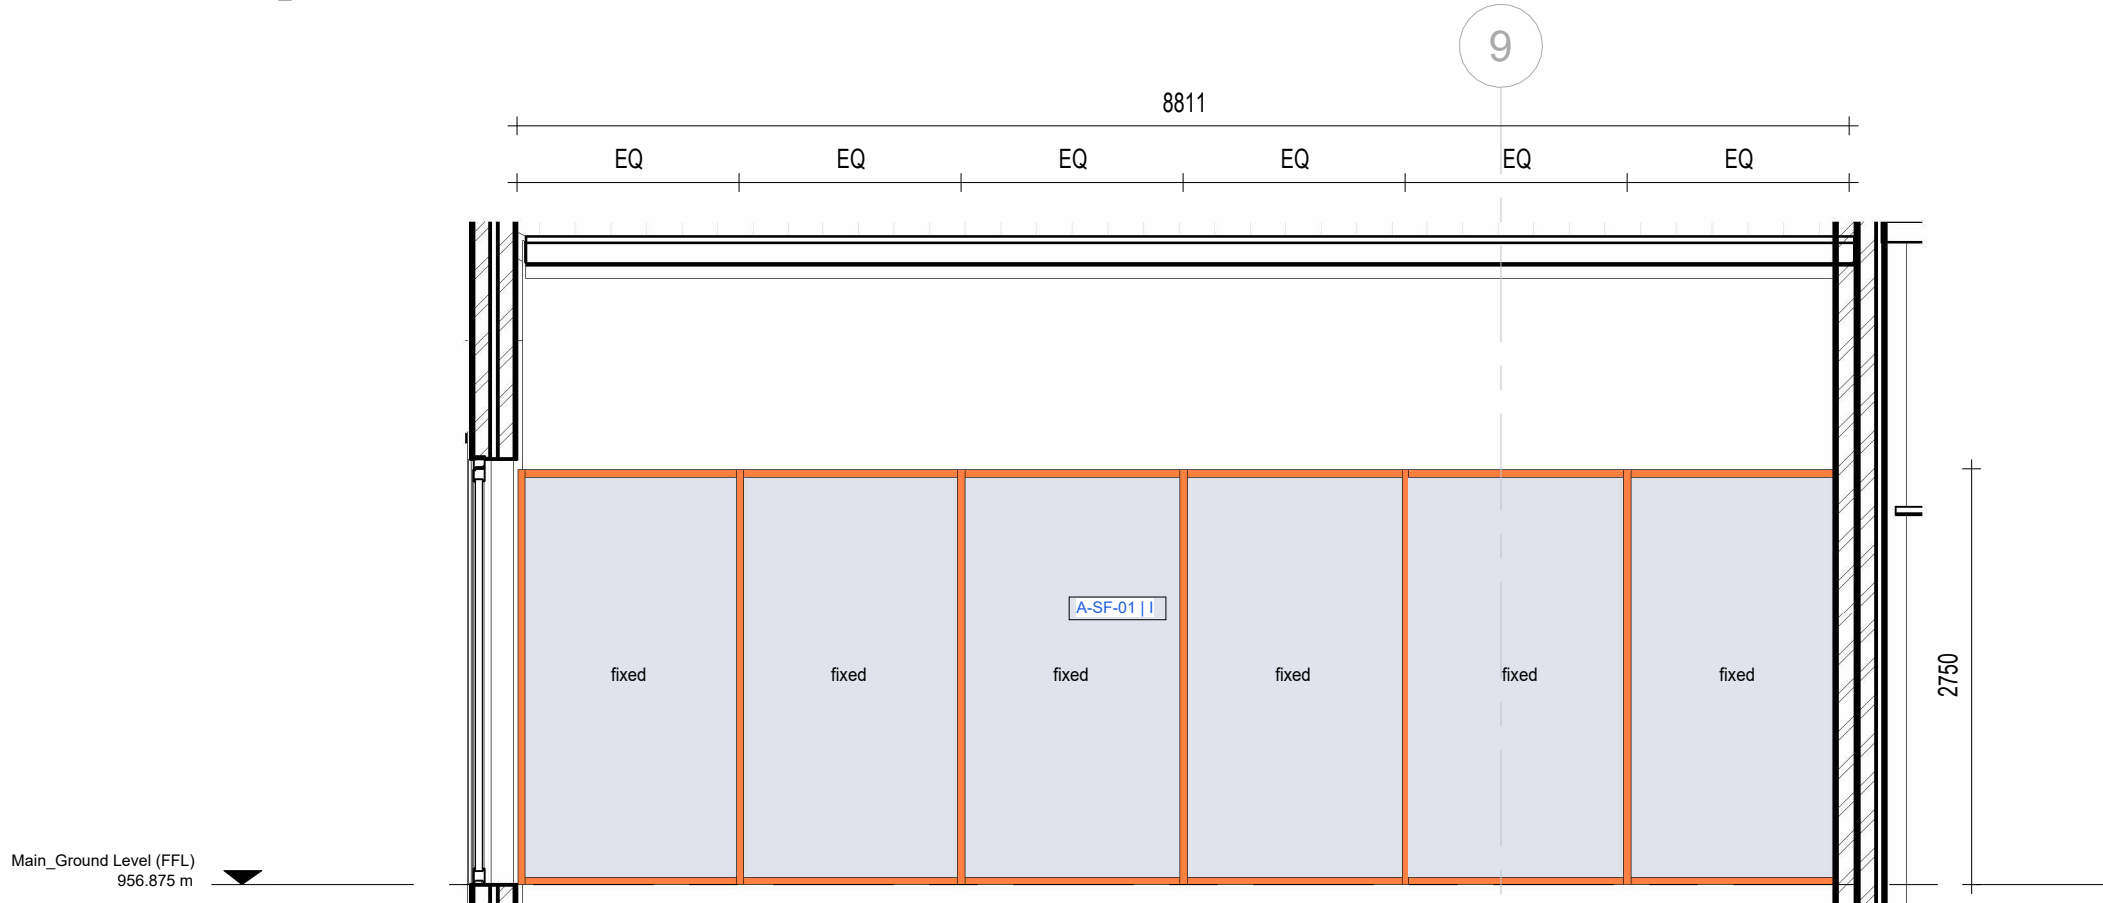 9
8811
EQ EQ EQ EQ EQ EQ
A-SF-01 | I
fixed fixed fixed fixed fixed fixed
2750
Main_Ground Level (FFL)
956.875 m